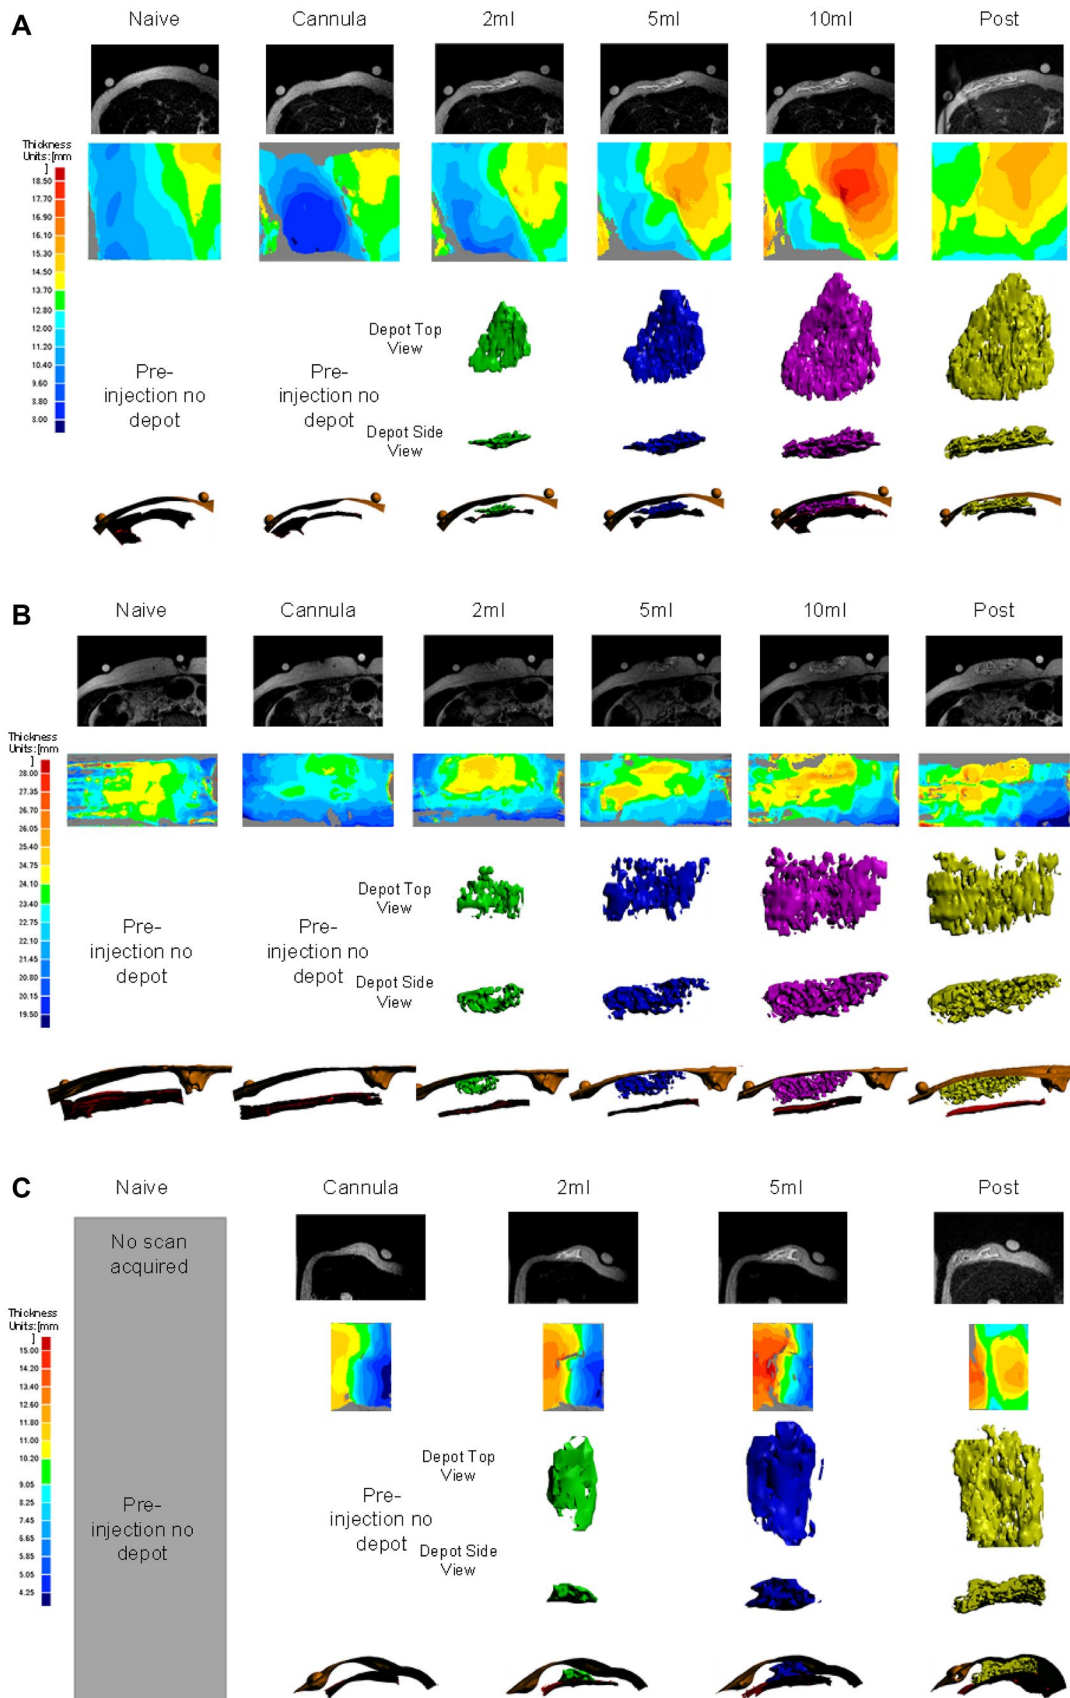 A
Naive
Cannula
2ml
5ml
10ml
Post
Thickness
Units:[mm
]
18.50
17.70
16.90
16.10
15.30
14.50
13.70
12.80
12.00
11.20
10.40
9.60
8.80
8.00
Pre-
injection no
depot
Pre-
injection no
depot
Depot Top
View
Depot Side
View
B
Naive
Cannula
2ml
5ml
10ml
Post
Thickness
Units:[mm
]
28.00
27.35
26.70
26.05
25.40
24.75
24.10
23.40
22.75
22.10
21.45
20.80
20.15
19.50
Pre-
injection no
depot
Pre-
injection no
depot
Depot Top
View
Depot Side
View
C
Naive
Cannula
2ml
5ml
Post
No scan
acquired
Thickness
Units:[mm
]
15.00
14.20
13.40
12.60
11.80
11.00
10.20
9.05
8.25
7.45
6.65
5.85
5.05
4.25
Pre-
injection no
depot
Pre-
injection no
depot
Depot Top
View
Depot Side
View